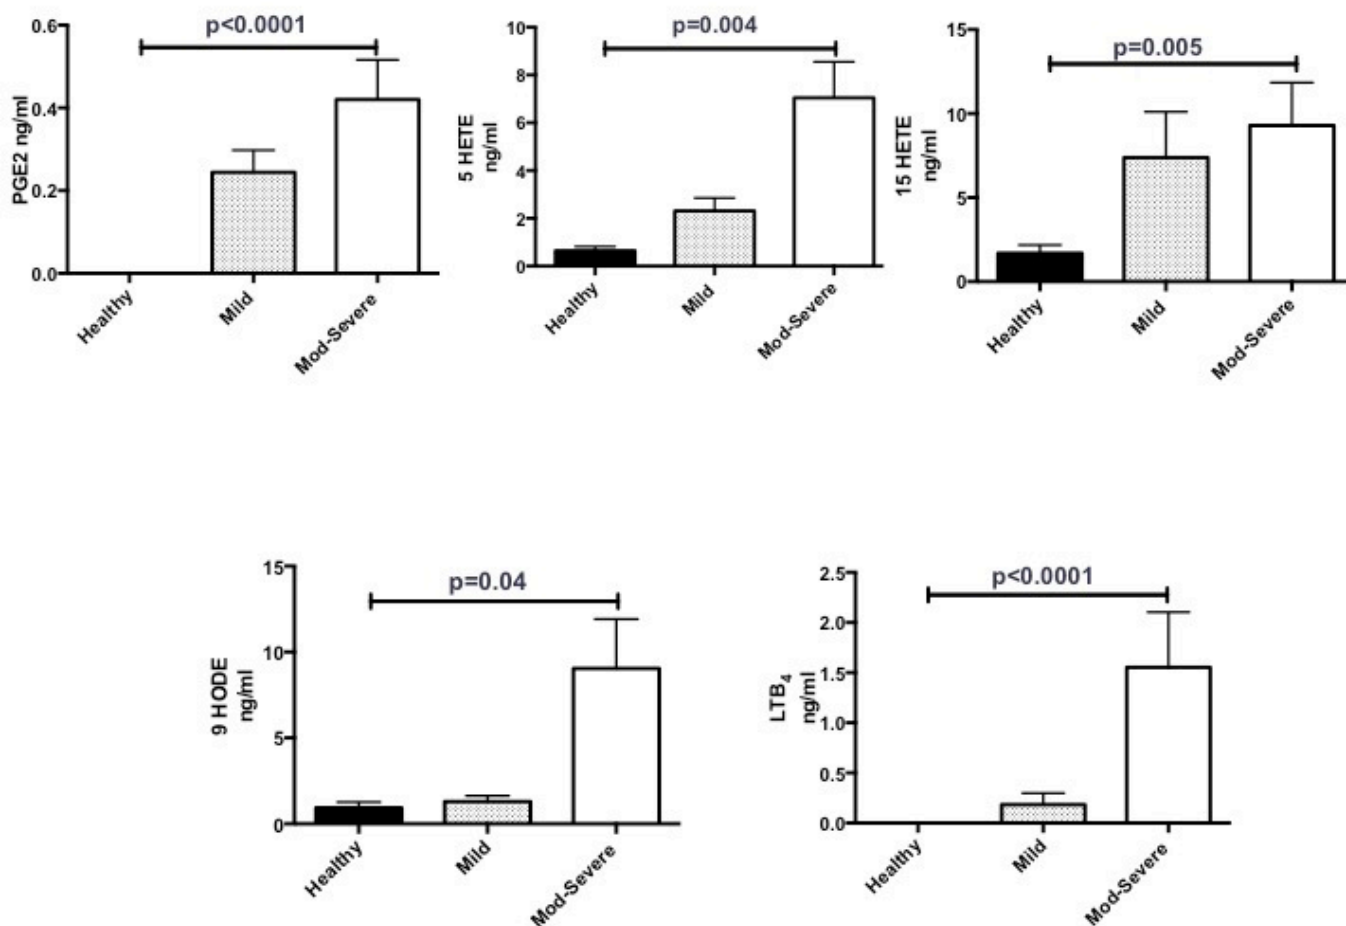 p<0.0001
PGE2 ng/ml
0.6
0.4
0.2
0.0
Healthy
Mild
Mod-Severe
p=0.004
5 HETE
ng/ml
10
8
6
4
2
0
Healthy
Mild
Mod-Severe
p=0.005
15 HETE
ng/ml
15
10
5
0
Healthy
Mild
Mod-Severe
p=0.04
9 HODE
ng/ml
15
10
5
0
Healthy
Mild
Mod-Severe
p<0.0001
LTB₄
ng/ml
2.5
2.0
1.5
1.0
0.5
0.0
Healthy
Mild
Mod-Severe